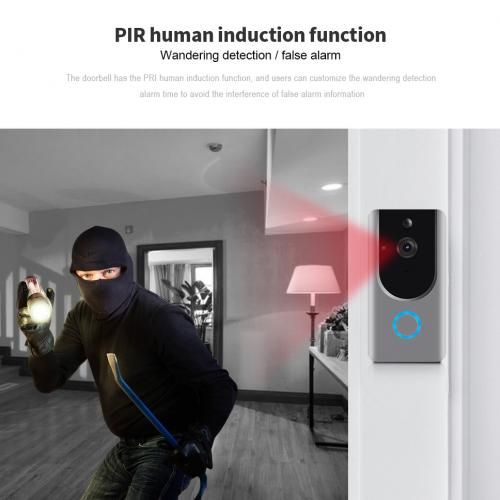 PIR human induction function
Wandering detection / false alarm
The doorbell has the PRI human induction function, and users can customize the wandering detection
alarm time to avoid the interference of false alarm information